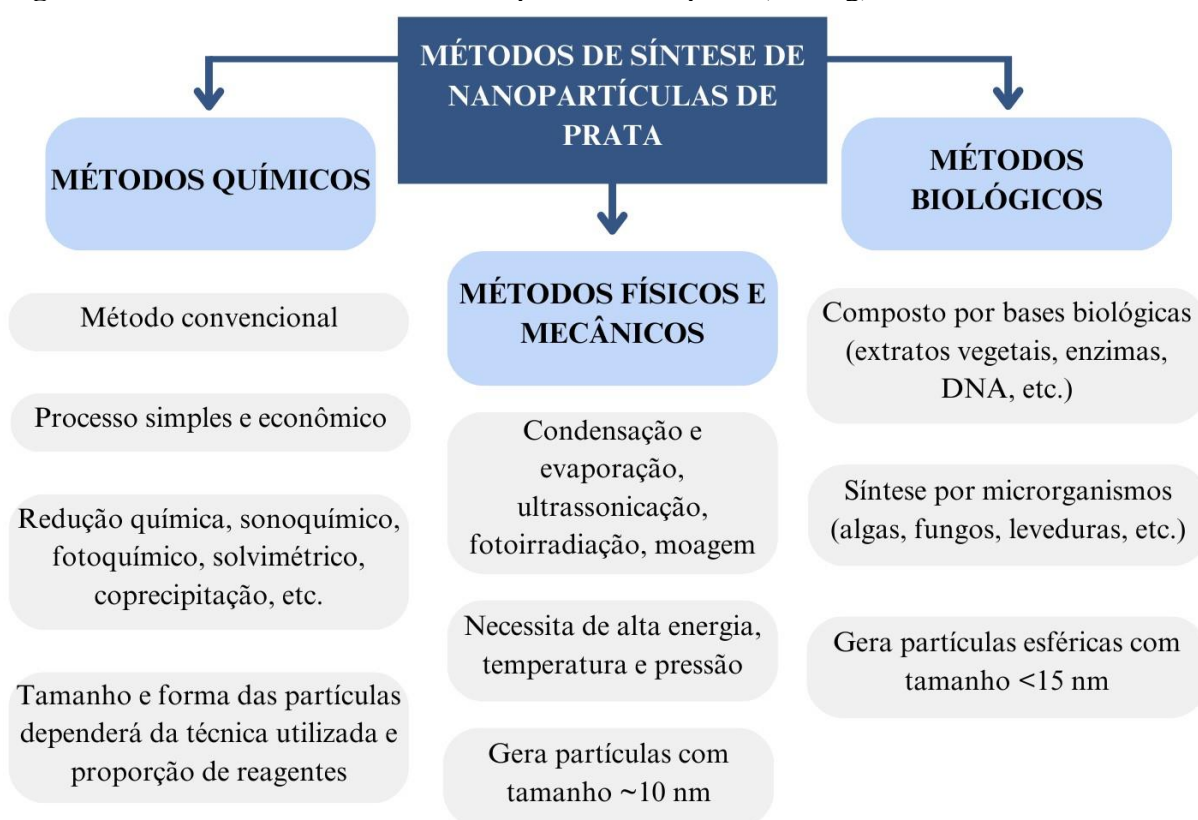 MÉTODOS DE SÍNTESE DE
NANOPARTÍCULAS DE
PRATA
MÉTODOS QUÍMICOS
Método convencional
Processo simples e econômico
Redução química, sonoquímico,
fotoquímico, solvimétrico,
coprecipitação, etc.
Tamanho e forma das partículas
dependerá da técnica utilizada e
proporção de reagentes
MÉTODOS FÍSICOS E
MECÂNICOS
Condensação e
evaporação,
ultrassonicação,
fotoirradiação, moagem
Necessita de alta energia,
temperatura e pressão
Gera partículas com
tamanho ~10 nm
MÉTODOS
BIOLÓGICOS
Composto por bases biológicas
(extratos vegetais, enzimas,
DNA, etc.)
Síntese por microrganismos
(algas, fungos, leveduras, etc.)
Gera partículas esféricas com
tamanho <15 nm